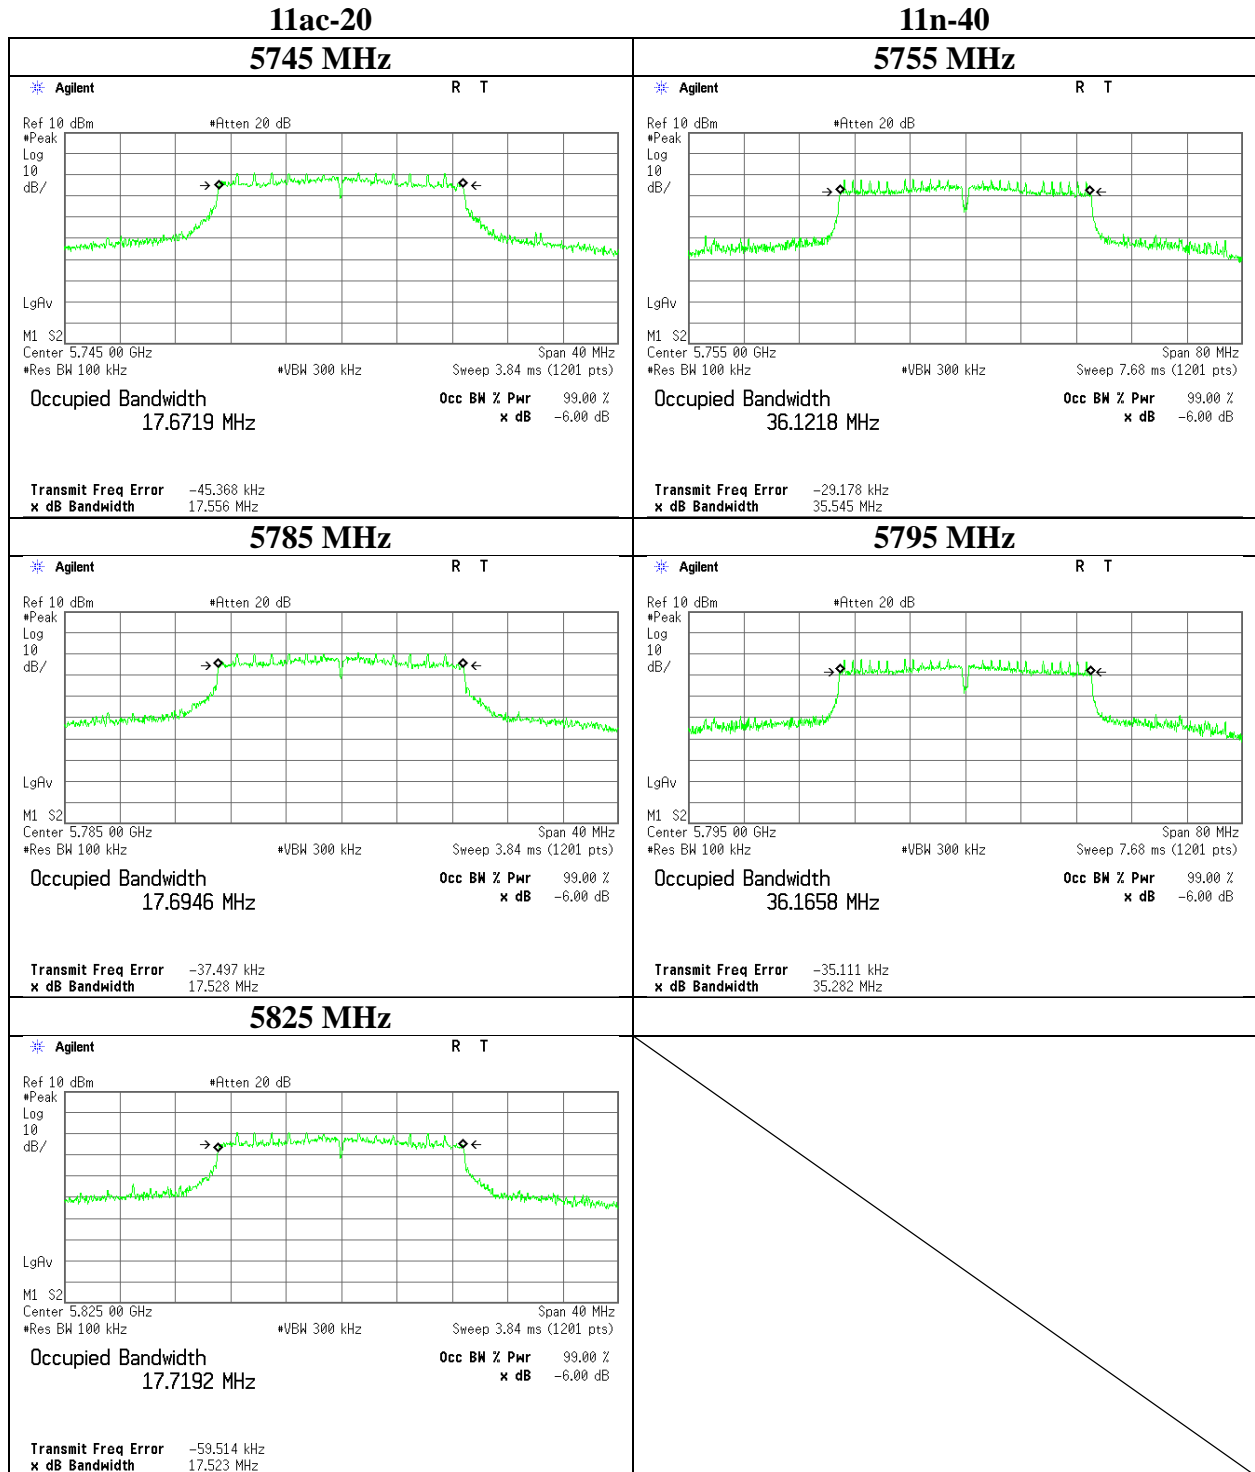 11ac-20
11n-40
5745 MHz
Agilent
R T
Ref 10 dBm #Atten 20 dB
#Peak
Log
10
dB/
LgAv
M1 S2
Center 5.745 00 GHz Span 40 MHz
#Res BW 100 kHz #VBW 300 kHz Sweep 3.84 ms (1201 pts)
Occupied Bandwidth Occ BW % Pwr 99.00 %
17.6719 MHz x dB -6.00 dB
Transmit Freq Error -45.368 kHz
x dB Bandwidth 17.556 MHz
5755 MHz
Agilent
R T
Ref 10 dBm #Atten 20 dB
#Peak
Log
10
dB/
LgAv
M1 S2
Center 5.755 00 GHz Span 80 MHz
#Res BW 100 kHz #VBW 300 kHz Sweep 7.68 ms (1201 pts)
Occupied Bandwidth Occ BW % Pwr 99.00 %
36.1218 MHz x dB -6.00 dB
Transmit Freq Error -29.178 kHz
x dB Bandwidth 35.545 MHz
5785 MHz
Agilent
R T
Ref 10 dBm #Atten 20 dB
#Peak
Log
10
dB/
LgAv
M1 S2
Center 5.785 00 GHz Span 40 MHz
#Res BW 100 kHz #VBW 300 kHz Sweep 3.84 ms (1201 pts)
Occupied Bandwidth Occ BW % Pwr 99.00 %
17.6946 MHz x dB -6.00 dB
Transmit Freq Error -37.497 kHz
x dB Bandwidth 17.528 MHz
5795 MHz
Agilent
R T
Ref 10 dBm #Atten 20 dB
#Peak
Log
10
dB/
LgAv
M1 S2
Center 5.795 00 GHz Span 80 MHz
#Res BW 100 kHz #VBW 300 kHz Sweep 7.68 ms (1201 pts)
Occupied Bandwidth Occ BW % Pwr 99.00 %
36.1658 MHz x dB -6.00 dB
Transmit Freq Error -35.111 kHz
x dB Bandwidth 35.282 MHz
5825 MHz
Agilent
R T
Ref 10 dBm #Atten 20 dB
#Peak
Log
10
dB/
LgAv
M1 S2
Center 5.825 00 GHz Span 40 MHz
#Res BW 100 kHz #VBW 300 kHz Sweep 3.84 ms (1201 pts)
Occupied Bandwidth Occ BW % Pwr 99.00 %
17.7192 MHz x dB -6.00 dB
Transmit Freq Error -59.514 kHz
x dB Bandwidth 17.523 MHz